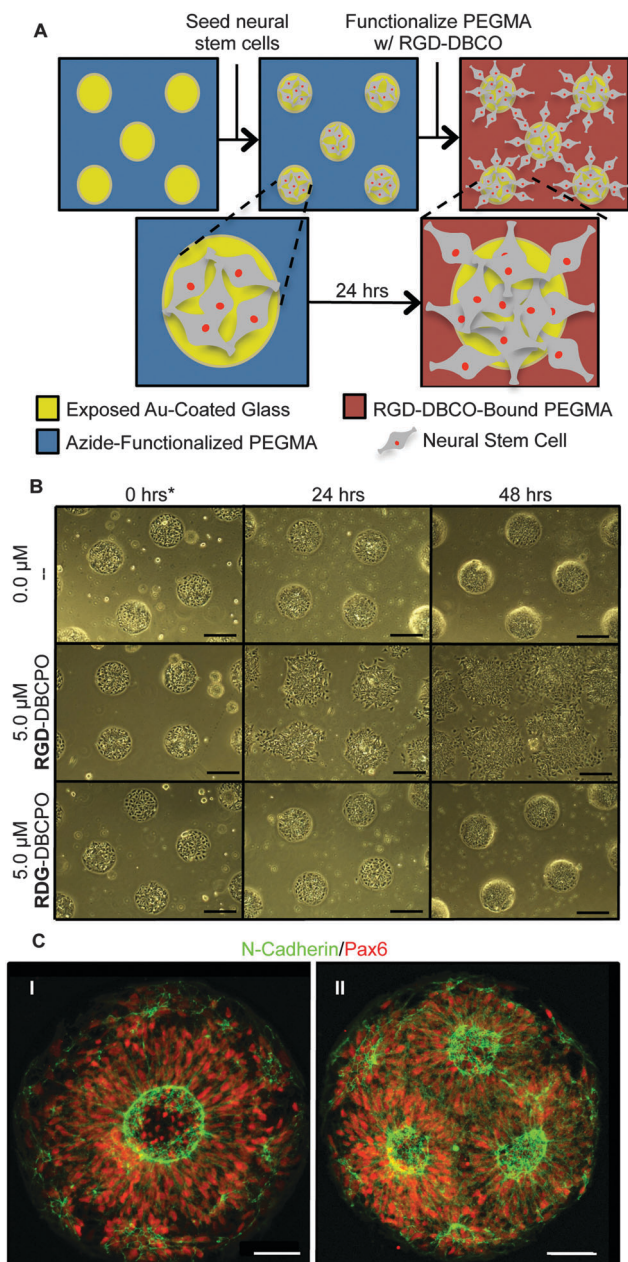 A
Seed neural
stem cells
Functionalize PEGMA
w/ RGD-DBCO
24 hrs
Exposed Au-Coated Glass
RGD-DBCO-Bound PEGMA
Azide-Functionalized PEGMA
Neural Stem Cell
B
0 hrs*
24 hrs
48 hrs
0.0 µM
--
5.0 µM
RGD-DBCPO
5.0 µM
RDG-DBCPO
C
N-Cadherin/Pax6
I
II